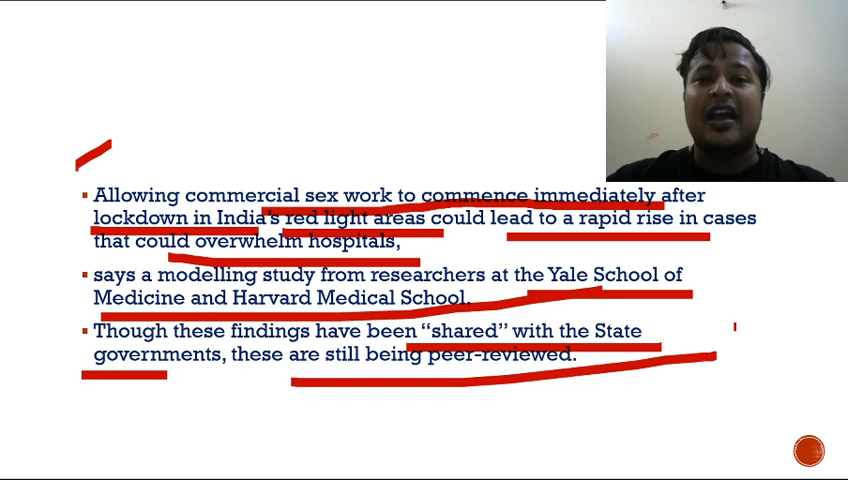 Allowing commercial sex work to commence immediately after
lockdown in India's red light areas could lead to a rapid rise in cases
that could overwhelm hospitals,
says a modelling study from researchers at the Yale School of
Medicine and Harvard Medical School.
Though these findings have been “shared” with the State
governments, these are still being peer-reviewed.